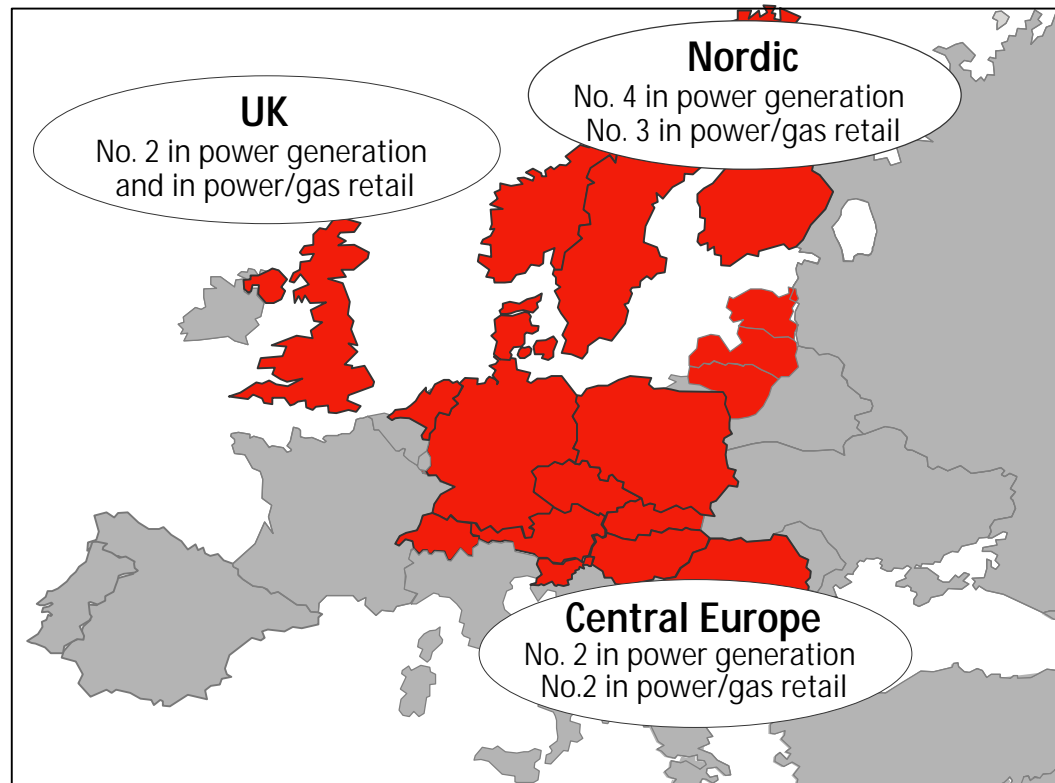 UK
No. 2 in power generation
and in power/gas retail
Nordic
No. 4 in power generation
No. 3 in power/gas retail
Central Europe
No. 2 in power generation
No.2 in power/gas retail